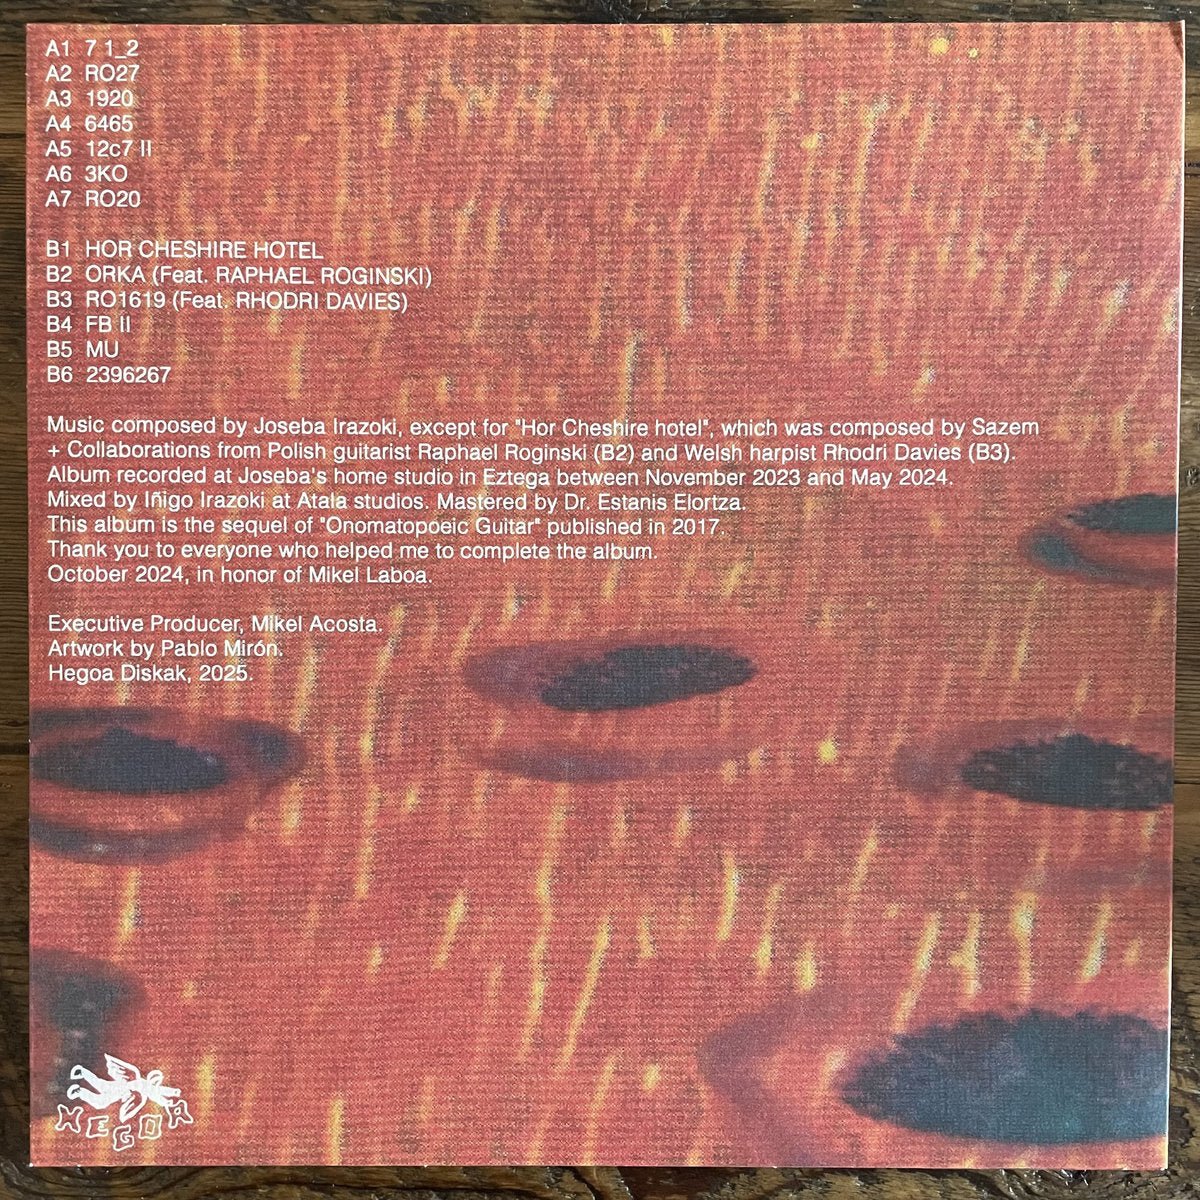 A1 7 1_2
A2 RO27
A3 1920
A4 6465
A5 12c7 II
A6 3KO
A7 RO20
B1 HOR CHESHIRE HOTEL
B2 ORKA (Feat. RAPHAEL ROGINSKI)
B3 RO1619 (Feat. RHODRI DAVIES)
B4 FB II
B5 MU
B6 2396267
Music composed by Joseba Irazoki, except for "Hor Cheshire hotel", which was composed by Sazem
+ Collaborations from Polish guitarist Raphael Roginski (B2) and Welsh harpist Rhodri Davies (B3).
Album recorded at Joseba's home studio in Eztega between November 2023 and May 2024.
Mixed by Iñigo Irazoki at Atala studios. Mastered by Dr. Estanis Elortza.
This album is the sequel of "Onomatopoeic Guitar" published in 2017.
Thank you to everyone who helped me to complete the album.
October 2024, in honor of Mikel Laboa.
Executive Producer, Mikel Acosta.
Artwork by Pablo Mirón.
Hegoa Diskak, 2025.
HEGOA